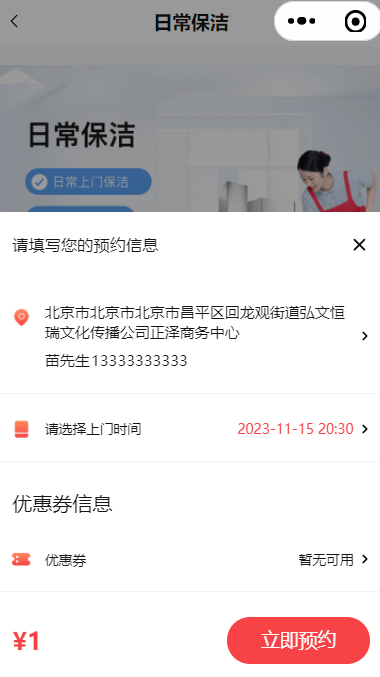 日常保洁
日常保洁
日常上门保洁
请填写您的预约信息
北京市北京市北京市昌平区回龙观街道弘文恒
瑞文化传播公司正泽商务中心
苗先生13333333333
请选择上门时间 2023-11-15 20:30
优惠券信息
优惠券 暂无可用
¥1 立即预约